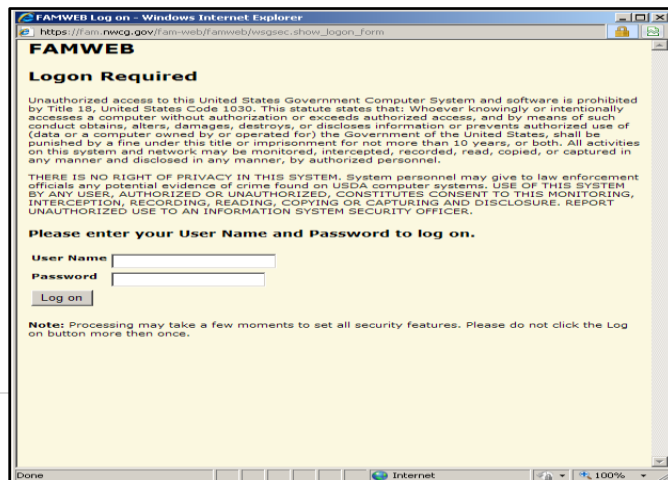 FAMWEB Log on - Windows Internet Explorer
https://fam.nwcg.gov/fam-web/famweb/wsgsec.show_logon_form
FAMWEB
Logon Required
Unauthorized access to this United States Government Computer System and software is prohibited
by Title 18, United States Code 1030. This statute states that: Whoever knowingly or intentionally
accesses a computer without authorization or exceeds authorized access, and by means of such
conduct obtains, alters, damages, destroys, or discloses information or prevents authorized use of
(data or a computer owned by or operated for) the Government of the United States, shall be
punished by a fine under this title or imprisonment for not more than 10 years, or both. All activities
on this system and network may be monitored, intercepted, recorded, read, copied, or captured in
any manner and disclosed in any manner, by authorized personnel.
THERE IS NO RIGHT OF PRIVACY IN THIS SYSTEM. System personnel may give to law enforcement
officials any potential evidence of crime found on USDA computer systems. USE OF THIS SYSTEM
BY ANY USER, AUTHORIZED OR UNAUTHORIZED, CONSTITUTES CONSENT TO THIS MONITORING,
INTERCEPTION, RECORDING, READING, COPYING OR CAPTURING AND DISCLOSURE. REPORT
UNAUTHORIZED USE TO AN INFORMATION SYSTEM SECURITY OFFICER.
Please enter your User Name and Password to log on.
User Name
Password
Log on
Note: Processing may take a few moments to set all security features. Please do not click the Log
on button more then once.
Done Internet 100%